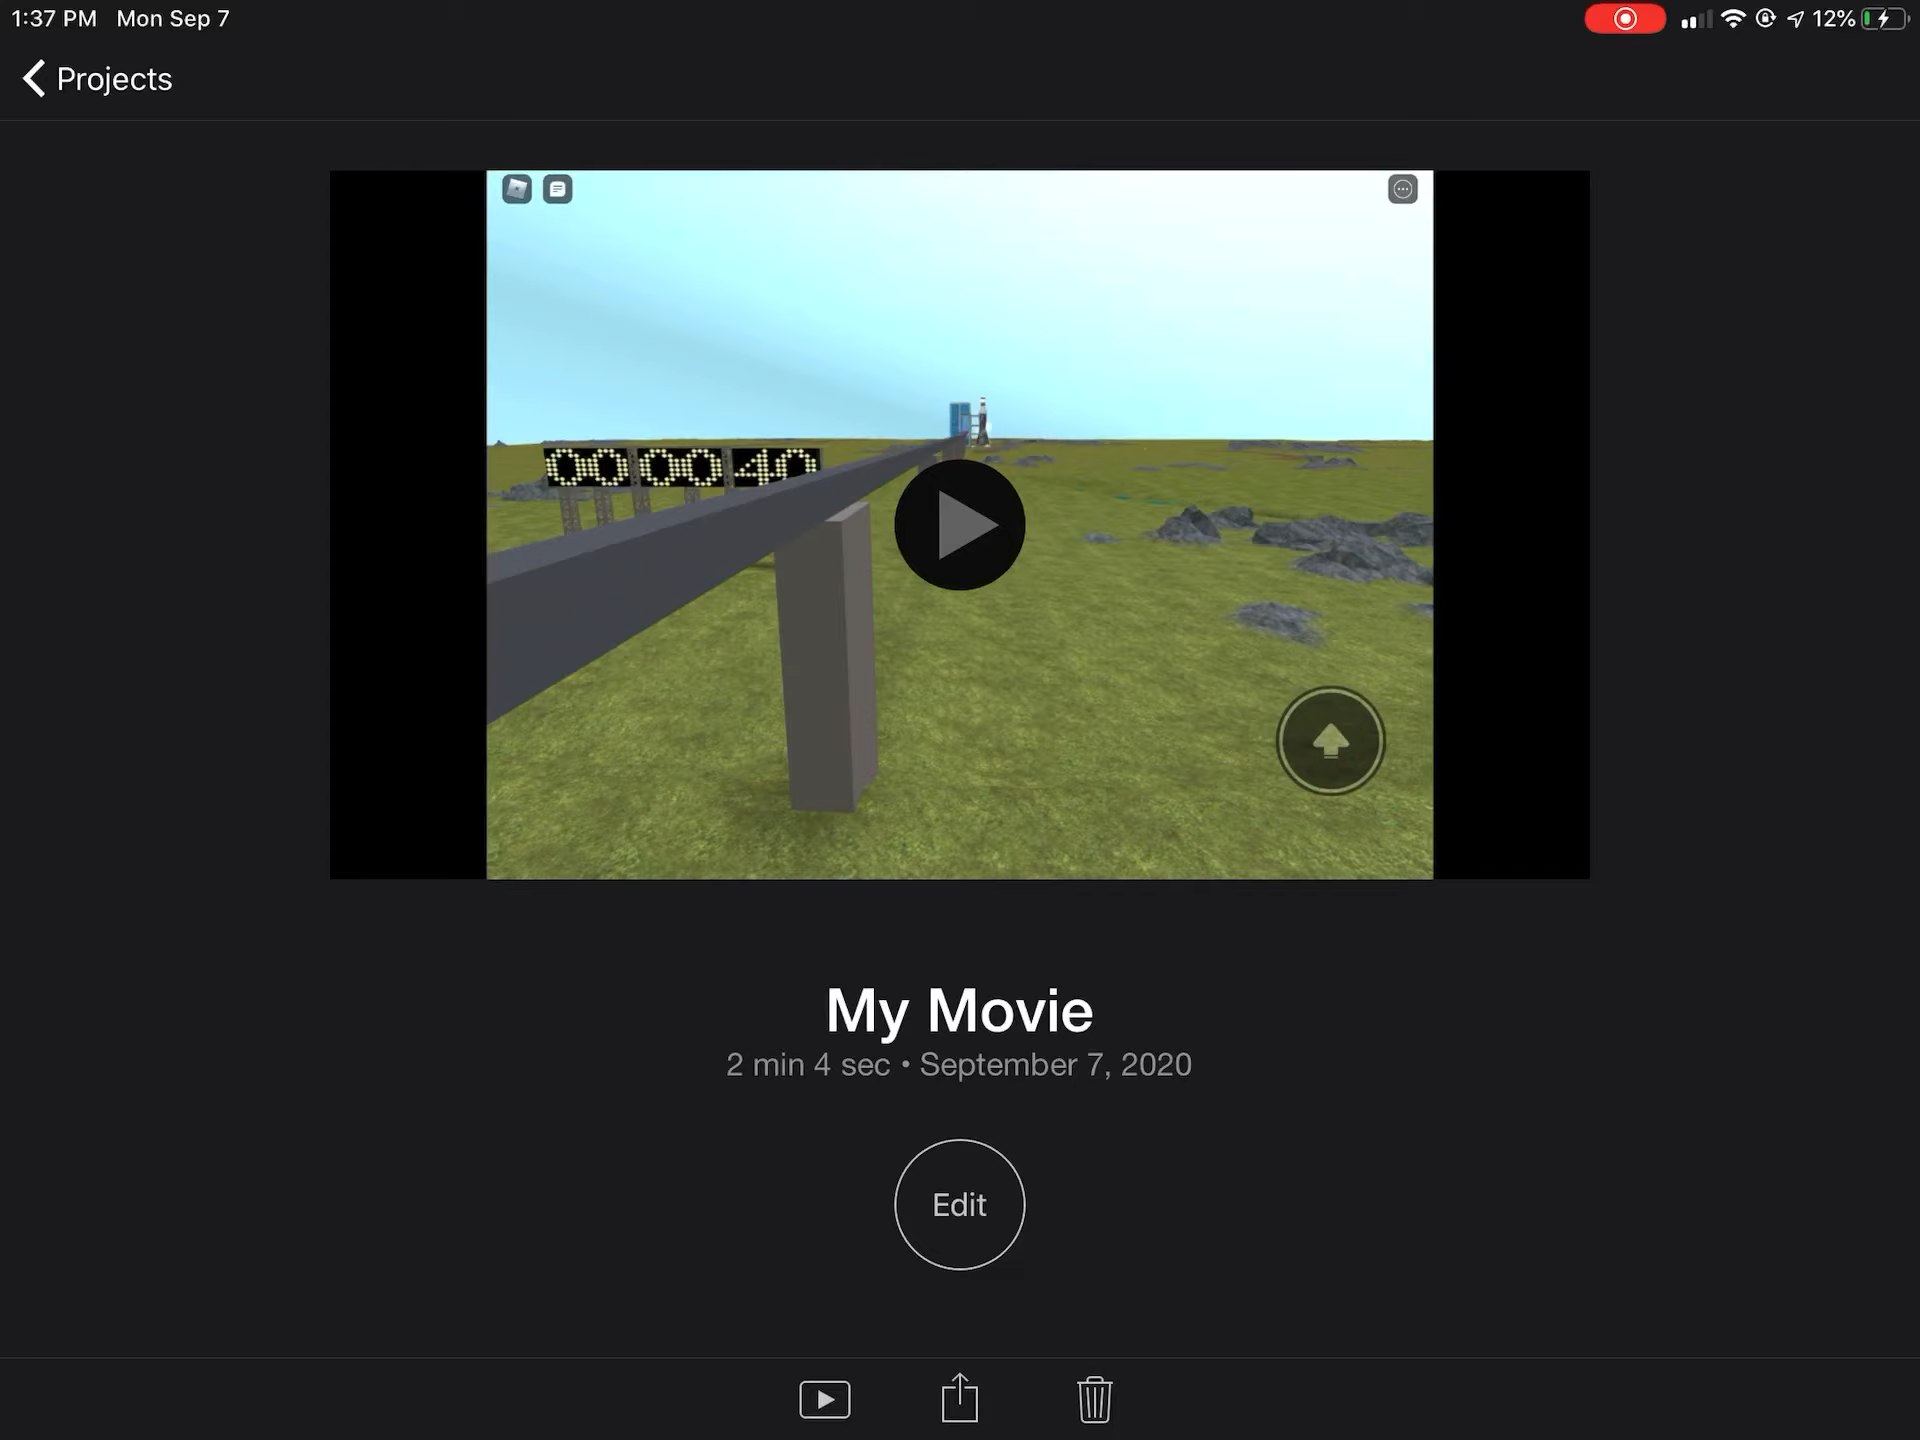 1:37 PM Mon Sep 7
12%
Projects
00 00 40
My Movie
2 min 4 sec • September 7, 2020
Edit